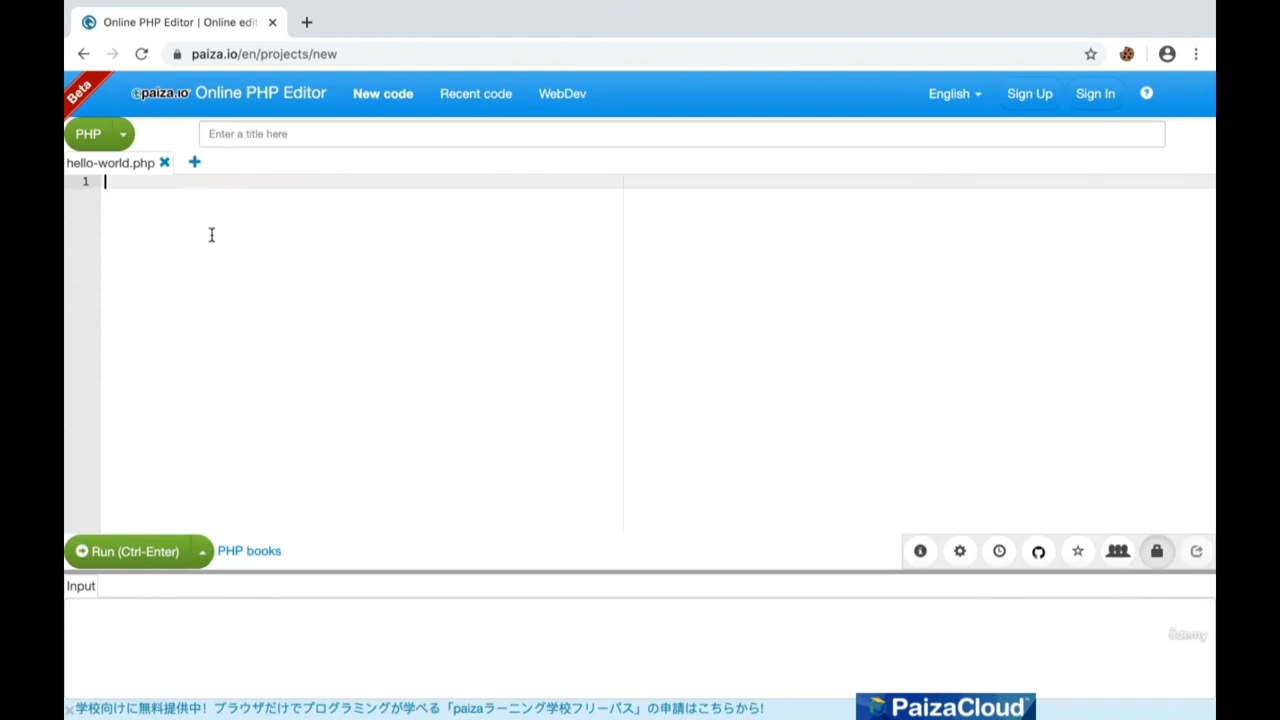 Online PHP Editor | Online edit
paiza.io/en/projects/new
Beta
paiza.io Online PHP Editor New code Recent code WebDev English Sign Up Sign In
PHP Enter a title here
hello-world.php
1
Run (Ctrl-Enter) PHP books
Input
ûdemy
学校向けに無料提供中！ブラウザだけでプログラミングが学べる「paizaラーニング学校フリーパス」の申請はこちらから！
PaizaCloud